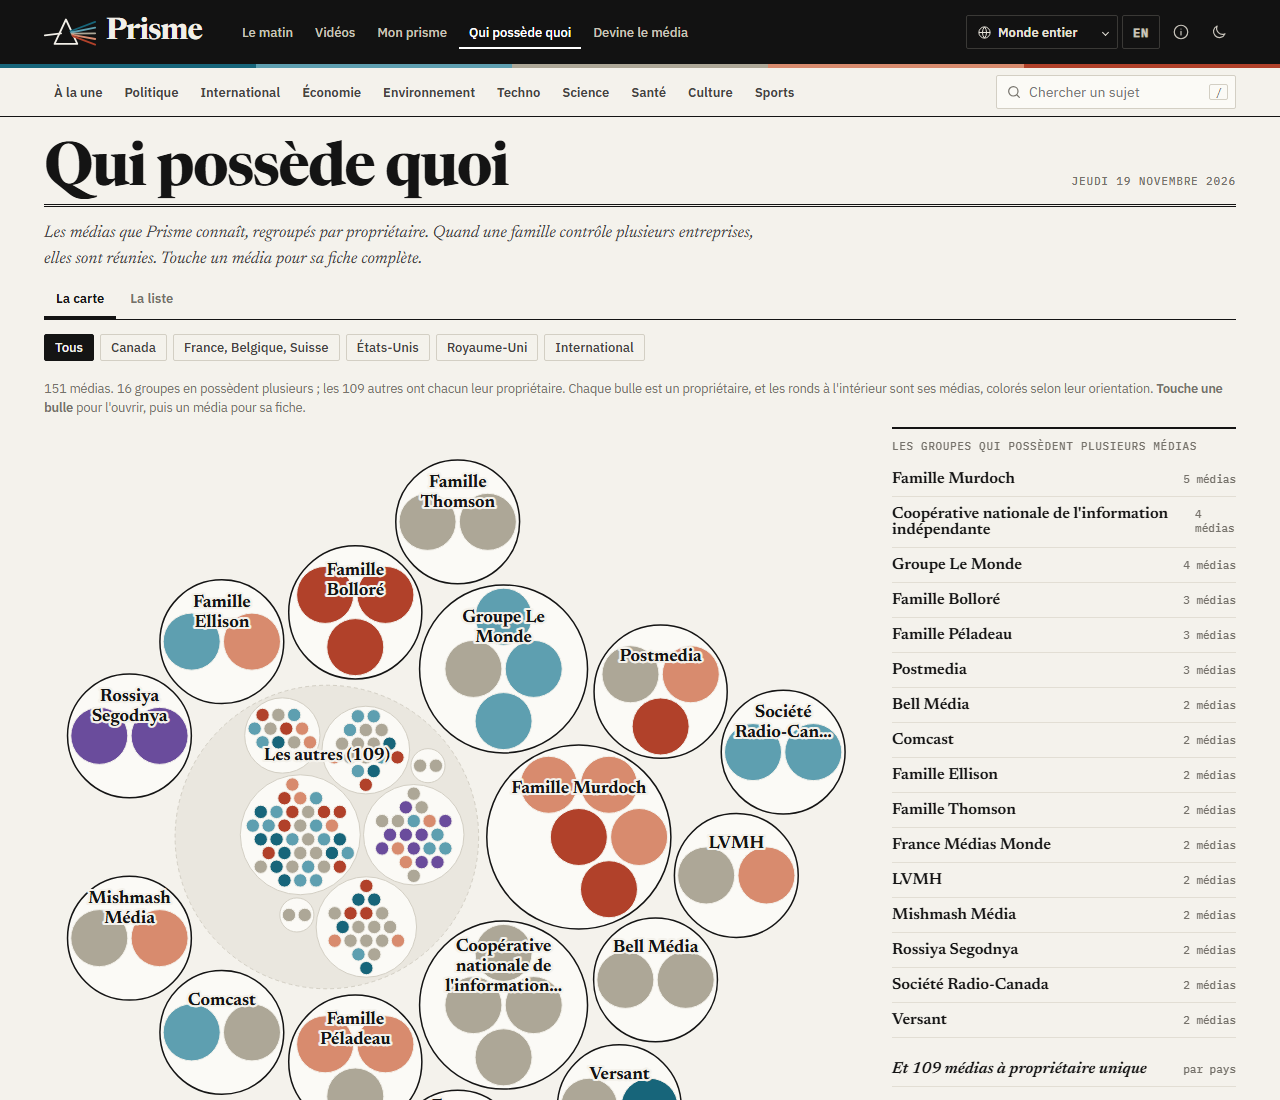 Prisme
Le matin
Vidéos
Mon prisme
Qui possède quoi
Devine le média
Monde entier
EN
À la une
Politique
International
Économie
Environnement
Techno
Science
Santé
Culture
Sports
Chercher un sujet
/
Qui possède quoi
JEUDI 19 NOVEMBRE 2026
Les médias que Prisme connaît, regroupés par propriétaire. Quand une famille contrôle plusieurs entreprises,
elles sont réunies. Touche un média pour sa fiche complète.
La carte
La liste
Tous
Canada
France, Belgique, Suisse
États-Unis
Royaume-Uni
International
151 médias. 16 groupes en possèdent plusieurs ; les 109 autres ont chacun leur propriétaire. Chaque bulle est un propriétaire, et les ronds à l'intérieur sont ses médias, colorés selon leur orientation. Touche une
bulle pour l'ouvrir, puis un média pour sa fiche.
Famille
Thomson
Famille
Bolloré
Famille
Ellison
Groupe Le
Monde
Postmedia
Rossiya
Segodnya
Société
Radio-Can...
Les autres (109)
Famille Murdoch
LVMH
Mishmash
Média
Coopérative
nationale de
l'information...
Bell Média
Comcast
Famille
Péladeau
Versant
LES GROUPES QUI POSSÈDENT PLUSIEURS MÉDIAS
Famille Murdoch 5 médias
Coopérative nationale de l'information
indépendante
4
médias
Groupe Le Monde 4 médias
Famille Bolloré 3 médias
Famille Péladeau 3 médias
Postmedia 3 médias
Bell Média 2 médias
Comcast 2 médias
Famille Ellison 2 médias
Famille Thomson 2 médias
France Médias Monde 2 médias
LVMH 2 médias
Mishmash Média 2 médias
Rossiya Segodnya 2 médias
Société Radio-Canada 2 médias
Versant 2 médias
Et 109 médias à propriétaire unique par pays